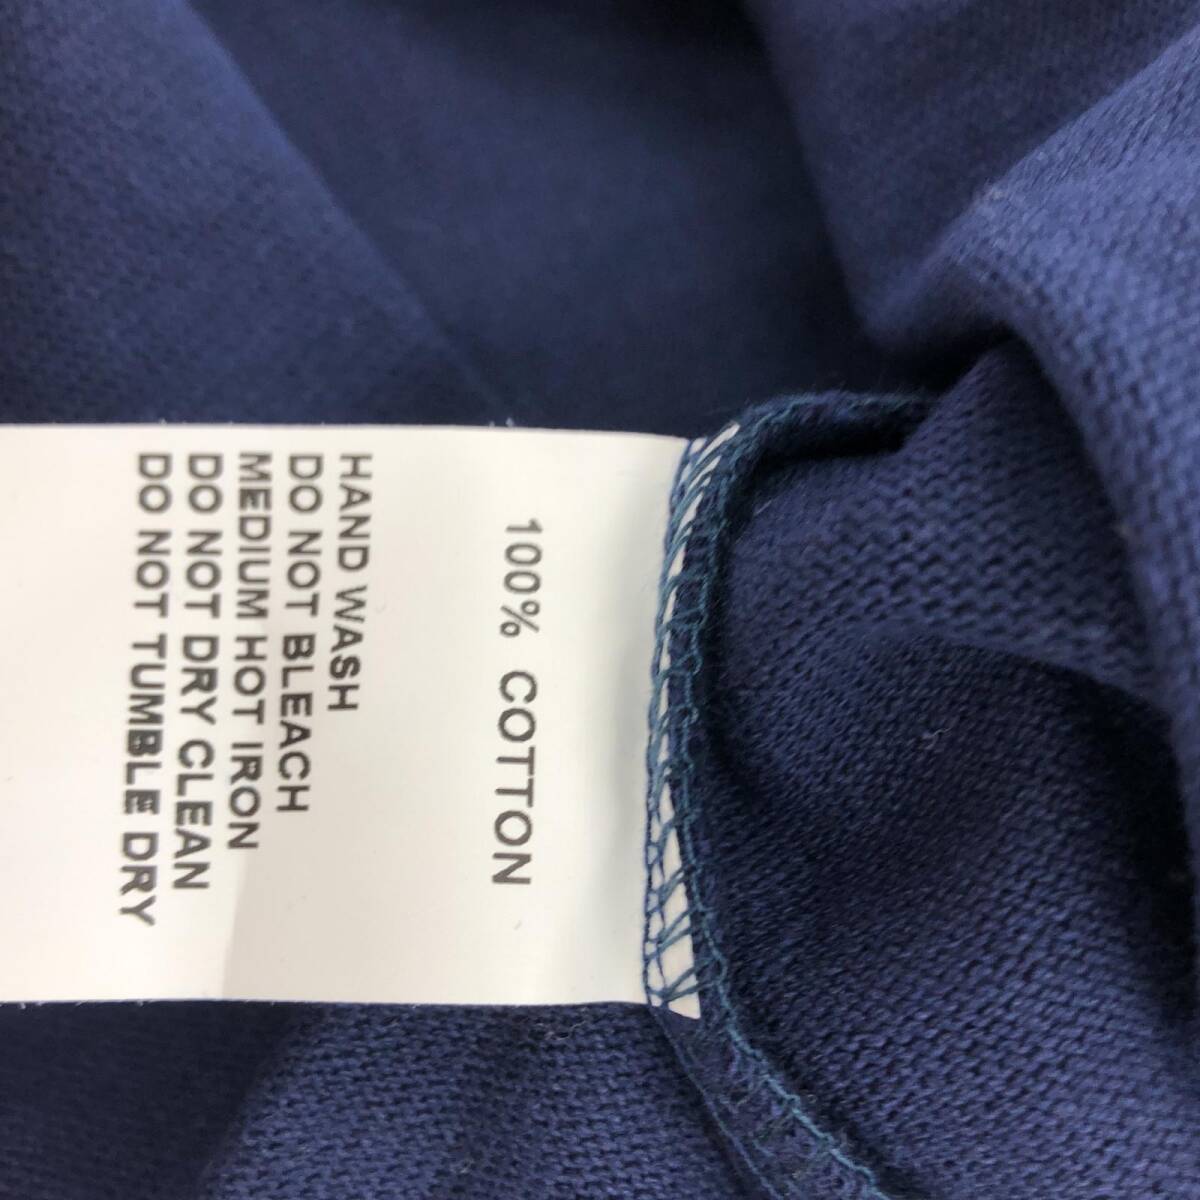 100% COTTON
HAND WASH
DO NOT BLEACH
MEDIUM HOT IRON
DO NOT DRY CLEAN
DO NOT TUMBLE DRY